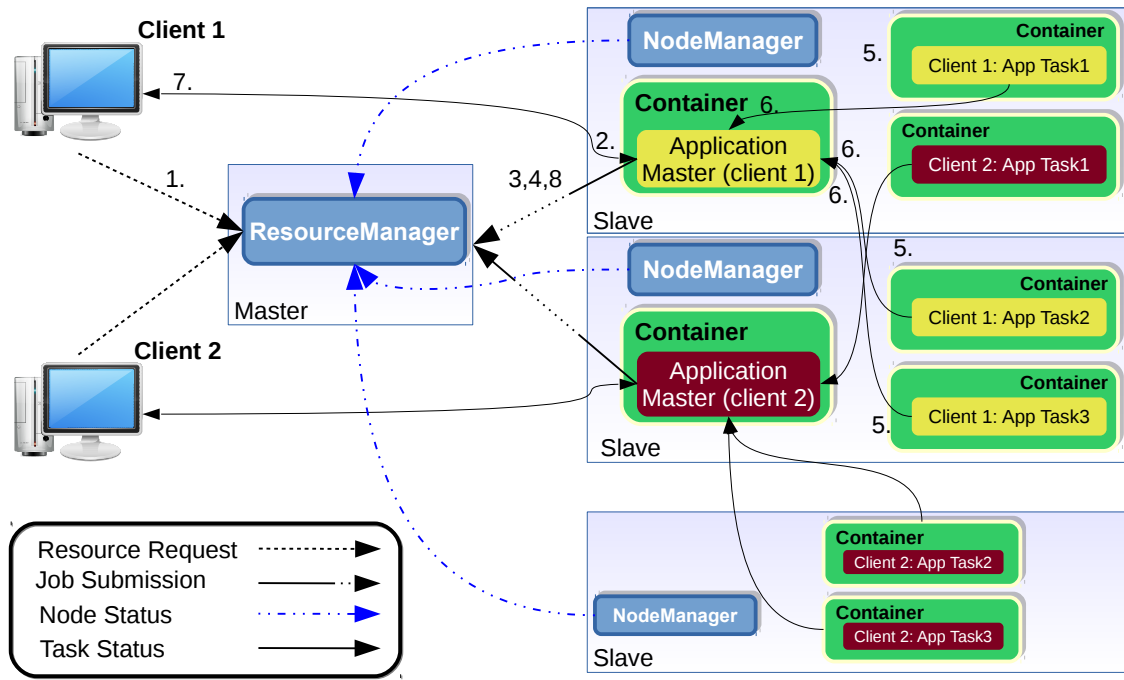 Client 1
7.
1.
ResourceManager
Master
Client 2
2.
3,4,8
NodeManager
Container
6.
Application
Master (client 1)
Slave
5.
Container
Client 1: App Task1
Container
Client 2: App Task1
6.
6.
NodeManager
Container
Application
Master (client 2)
Slave
5.
Container
Client 1: App Task2
Container
Client 1: App Task3
5.
NodeManager
Slave
Container
Client 2: App Task2
Container
Client 2: App Task3
Resource Request
Job Submission
Node Status
Task Status